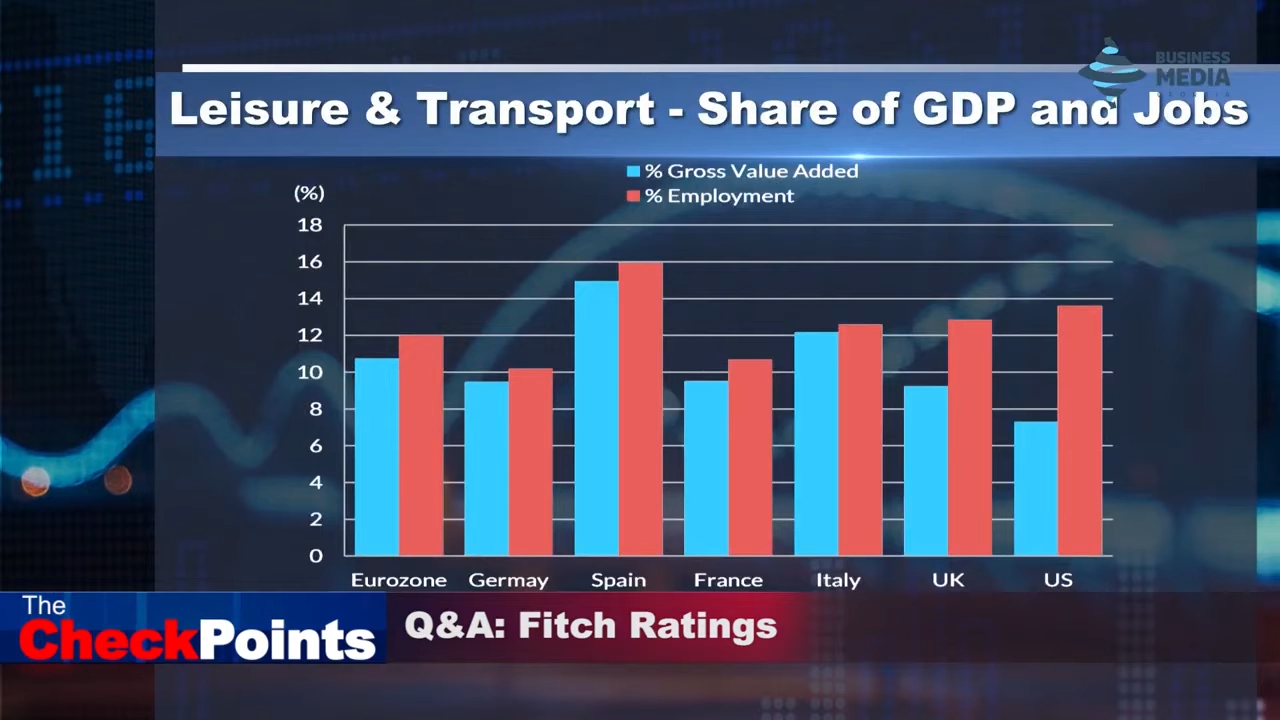 BUSINESS
MEDIA
GEORGIA
Leisure & Transport - Share of GDP and Jobs
% Gross Value Added
% Employment
(%)
18
16
14
12
10
8
6
4
2
0
Eurozone Germay Spain France Italy UK US
The
CheckPoints
Q&A: Fitch Ratings